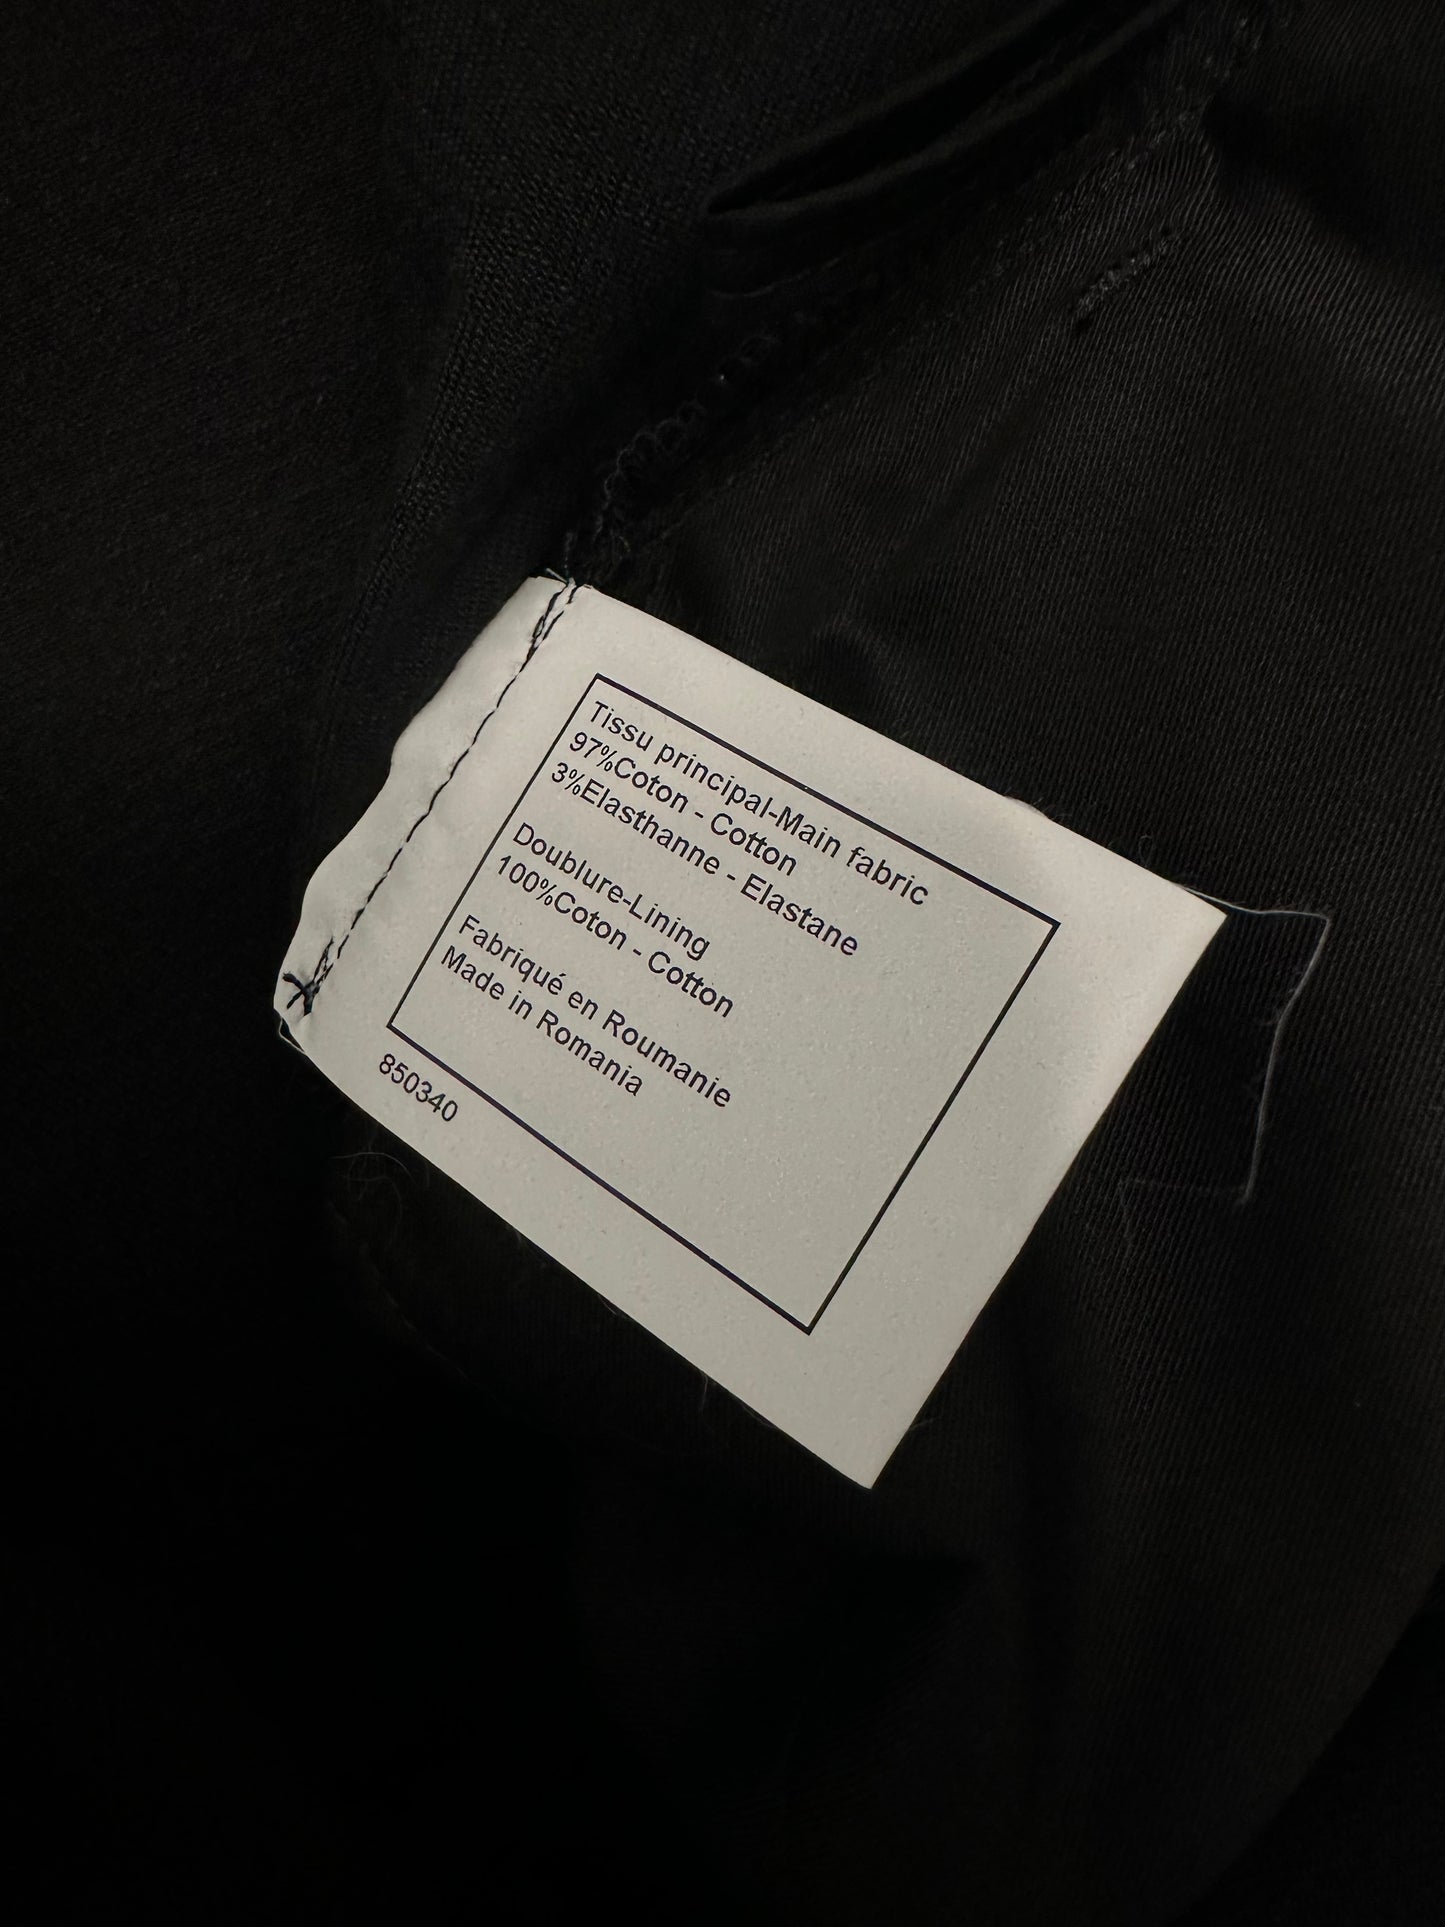 Tissu principal-Main fabric
97%Coton - Cotton
3%Elasthanne - Elastane
Doublure-Lining
100%Coton - Cotton
Fabriqué en Roumanie
Made in Romania
850340